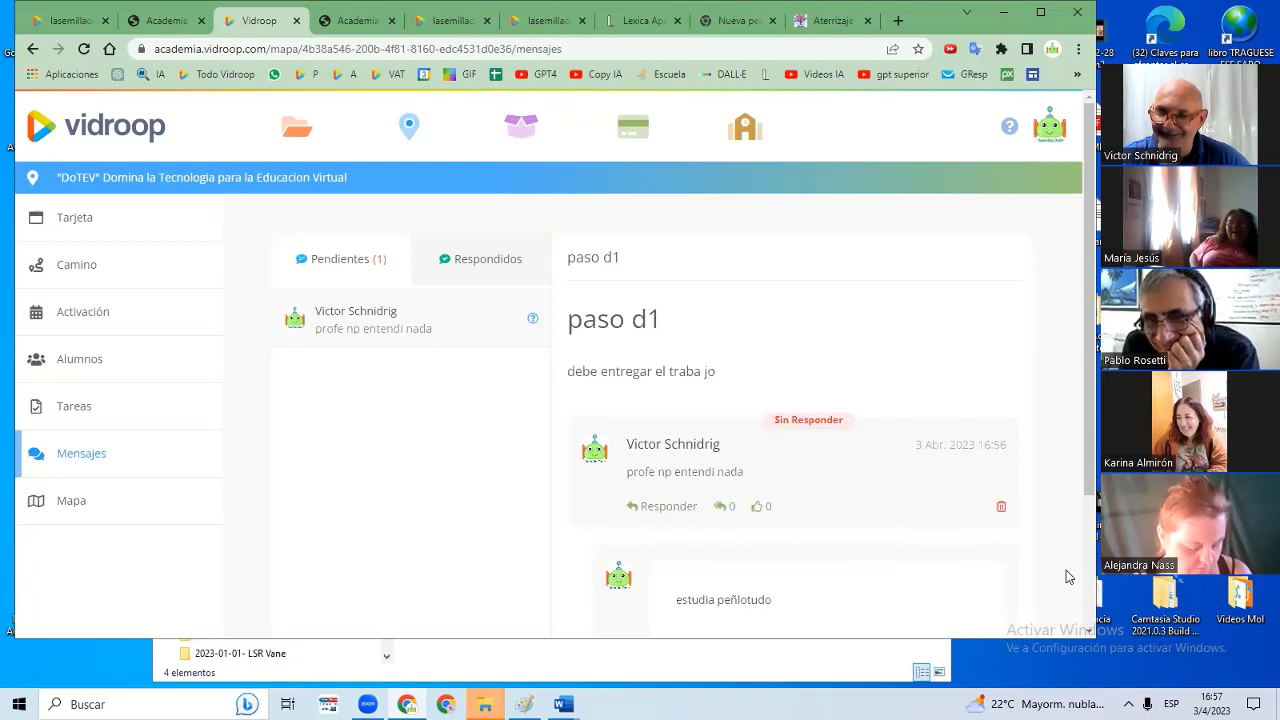 lasemillac
Academia
Vidroop
Academia
lasemillac
lasemillac
Lexica Ape
Nueva pes
Aterrizaje
academia.vidroop.com/mapa/4b38a546-200b-4f81-8160-edf4531d0e36/mensajes
Aplicacio
IA
Todo Vidroop
P
A
VAT
GIF
GPT4
Copy IA
Escuela
DALL·E
Videos IA
gpt superior
GResp
(32) Claves para
libro TRAGUESE
vidroop
"DoTEV" Domina la Tecnologia para la Educacion Virtual
Tarjeta
Camino
Activación
Alumnos
Tareas
Mensajes
Mapa
Pendientes (1)
Respondidos
Victor Schnidrig
profe np entendi nada
paso d1
paso d1
debe entregar el traba jo
Sin Responder
Victor Schnidrig
3 Abr. 2023 16:56
profe np entendi nada
Responder
0
0
estudia peñlotudo
Victor Schnidrig
María Jesús
Pablo Rosetti
Karina Almirón
Alejandra Nass
Camtasia Studio
2021.0.3 Build ...
Videos Mol
Activar Windows
Ve a Configuración para activar Windows.
2023-01-01- LSR Vane
4 elementos
Buscar
22°C Mayorm. nubla...
ESP
16:57
3/4/2023